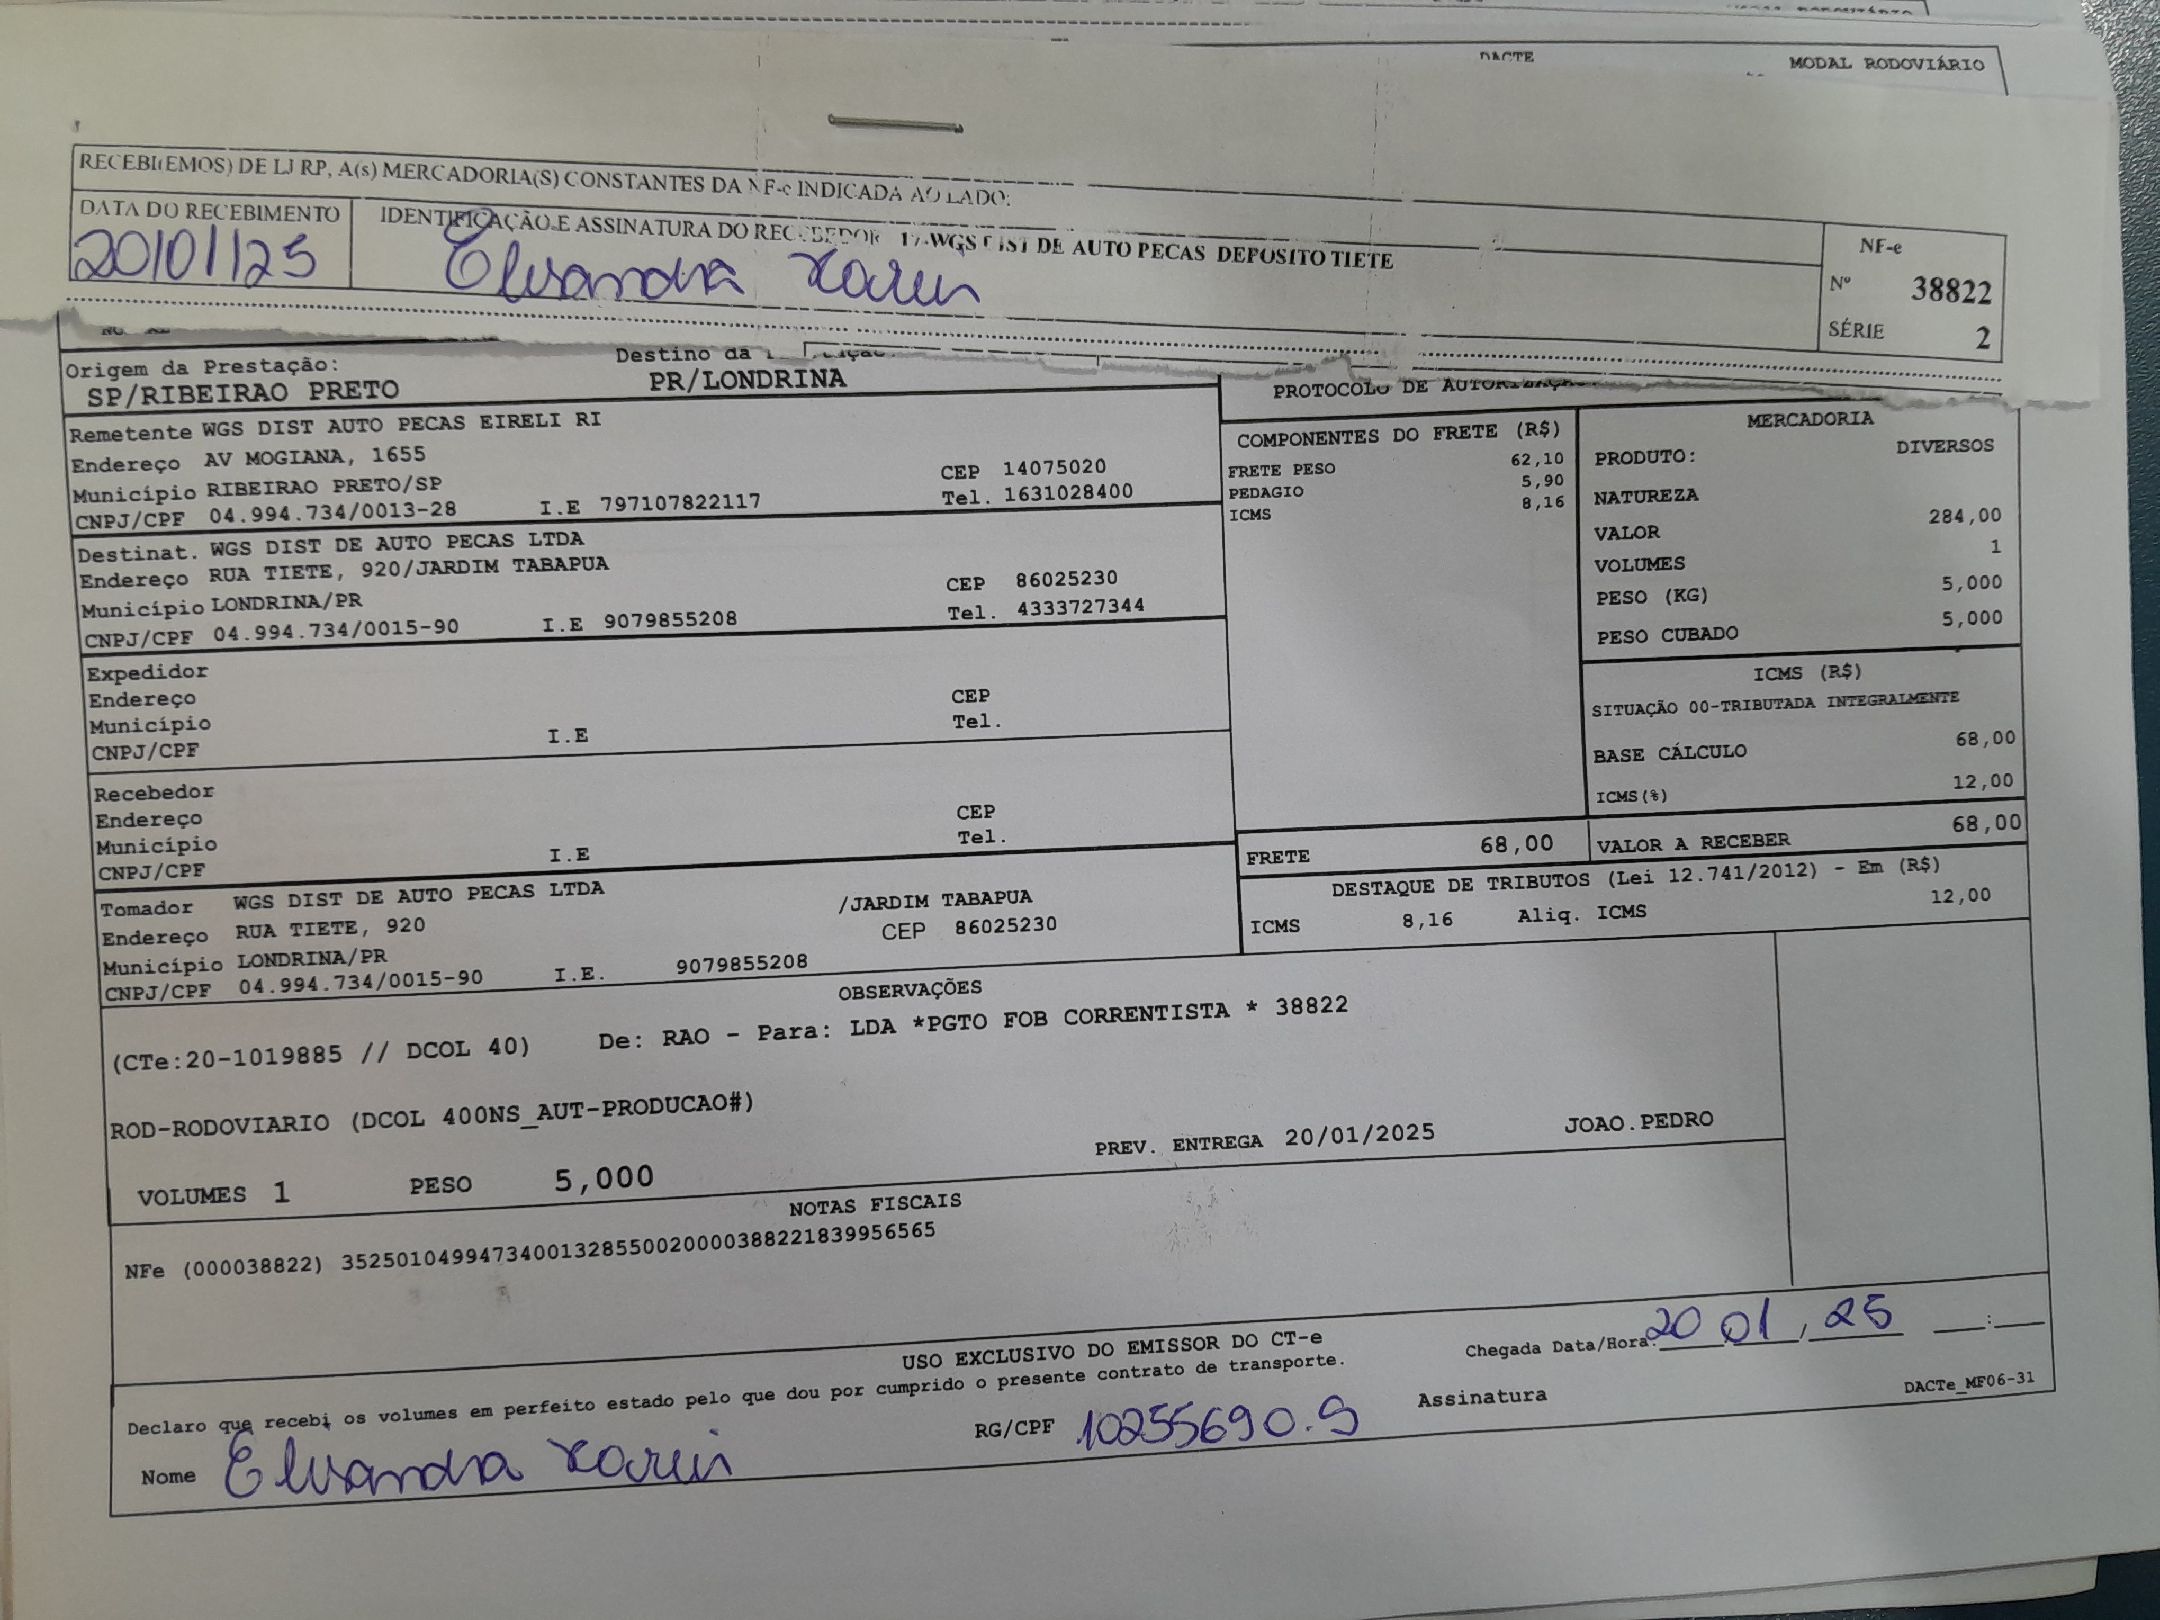 DACTE
MODAL RODOVIÁRIO
RECEBI(EMOS) DE LJ RP, A(s) MERCADORIA(S) CONSTANTES DA NF-e INDICADA AO LADO:
DATA DO RECEBIMENTO
20/01/25
IDENTIFICAÇÃO E ASSINATURA DO RECEBEDOR 17-WGS DIST DE AUTO PECAS DEPOSITO TIETE
NF-e
Nº 38822
SÉRIE 2
Origem da Prestação:
SP/RIBEIRAO PRETO
Destino da
PR/LONDRINA
PROTOCOLO DE
Remetente WGS DIST AUTO PECAS EIRELI RI
Endereço AV MOGIANA, 1655
CEP 14075020
Município RIBEIRAO PRETO/SP
Tel. 1631028400
CNPJ/CPF 04.994.734/0013-28 I.E 797107822117
Destinat. WGS DIST DE AUTO PECAS LTDA
Endereço RUA TIETE, 920/JARDIM TABAPUA
CEP 86025230
Município LONDRINA/PR
Tel. 4333727344
CNPJ/CPF 04.994.734/0015-90 I.E 9079855208
Expedidor
Endereço CEP
Município Tel.
CNPJ/CPF I.E
Recebedor
Endereço CEP
Município Tel.
CNPJ/CPF I.E
Tomador WGS DIST DE AUTO PECAS LTDA
Endereço RUA TIETE, 920 /JARDIM TABAPUA
CEP 86025230
Município LONDRINA/PR
CNPJ/CPF 04.994.734/0015-90 I.E. 9079855208
COMPONENTES DO FRETE (R$)
FRETE PESO 62,10
PEDAGIO 5,90
ICMS 8,16
MERCADORIA
PRODUTO: DIVERSOS
NATUREZA
VALOR 284,00
VOLUMES 1
PESO (KG) 5,000
PESO CUBADO 5,000
ICMS (R$)
SITUAÇÃO 00-TRIBUTADA INTEGRALMENTE
BASE CÁLCULO 68,00
ICMS(%) 12,00
FRETE 68,00
VALOR A RECEBER 68,00
DESTAQUE DE TRIBUTOS (Lei 12.741/2012) - Em (R$)
ICMS 8,16 Aliq. ICMS 12,00
OBSERVAÇÕES
(CTe:20-1019885 // DCOL 40) De: RAO - Para: LDA *PGTO FOB CORRENTISTA * 38822
ROD-RODOVIARIO (DCOL 400NS_AUT-PRODUCAO#)
PREV. ENTREGA 20/01/2025 JOAO.PEDRO
VOLUMES 1 PESO 5,000
NOTAS FISCAIS
NFe (000038822) 35250104994734001328550020000388221839956565
USO EXCLUSIVO DO EMISSOR DO CT-e
Declaro que recebi os volumes em perfeito estado pelo que dou por cumprido o presente contrato de transporte.
Chegada Data/Hora: 20 01 / 25 :
Nome
RG/CPF 10255690.9
Assinatura
DACTe_MF06-31